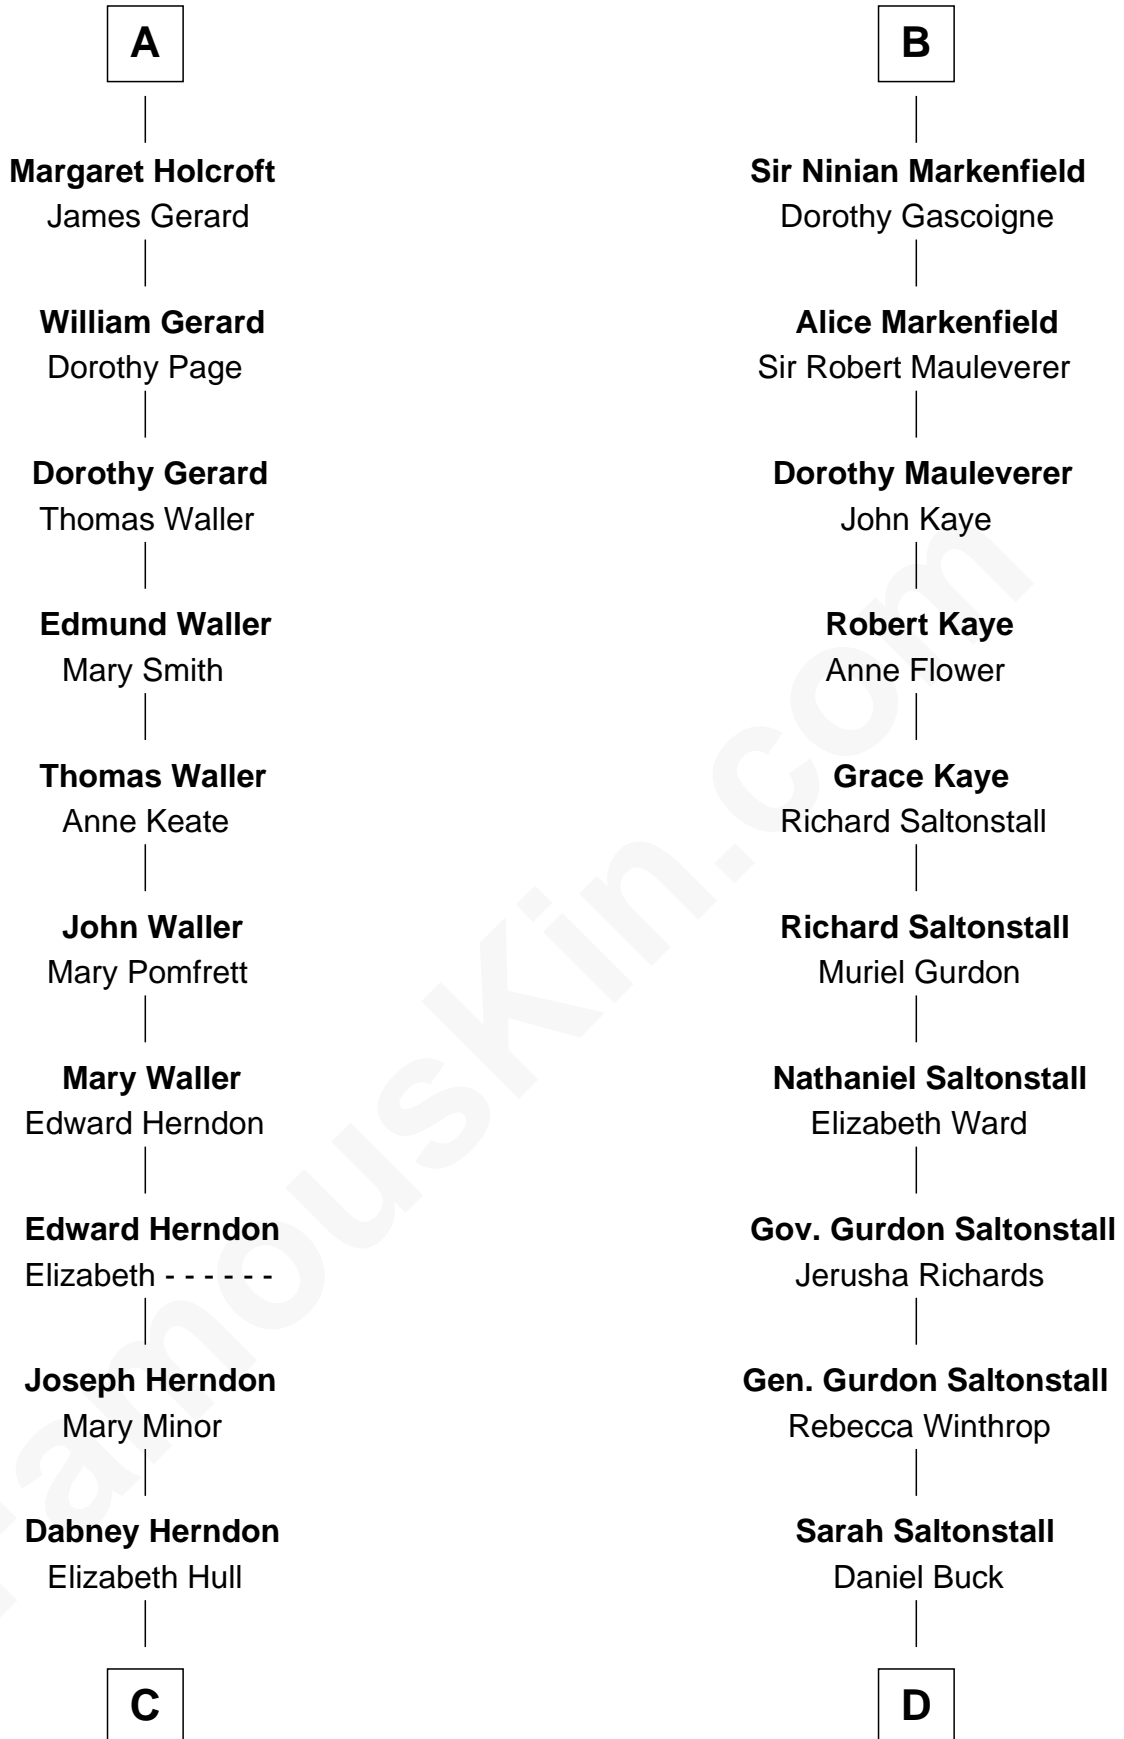 A
Margaret Holcroft
James Gerard
William Gerard
Dorothy Page
Dorothy Gerard
Thomas Waller
Edmund Waller
Mary Smith
Thomas Waller
Anne Keate
John Waller
Mary Pomfrett
Mary Waller
Edward Herndon
Edward Herndon
Elizabeth - - - - - -
Joseph Herndon
Mary Minor
Dabney Herndon
Elizabeth Hull
C
B
Sir Ninian Markenfield
Dorothy Gascoigne
Alice Markenfield
Sir Robert Mauleverer
Dorothy Mauleverer
John Kaye
Robert Kaye
Anne Flower
Grace Kaye
Richard Saltonstall
Richard Saltonstall
Muriel Gurdon
Nathaniel Saltonstall
Elizabeth Ward
Gov. Gurdon Saltonstall
Jerusha Richards
Gen. Gurdon Saltonstall
Rebecca Winthrop
Sarah Saltonstall
Daniel Buck
D
FamousKin.com